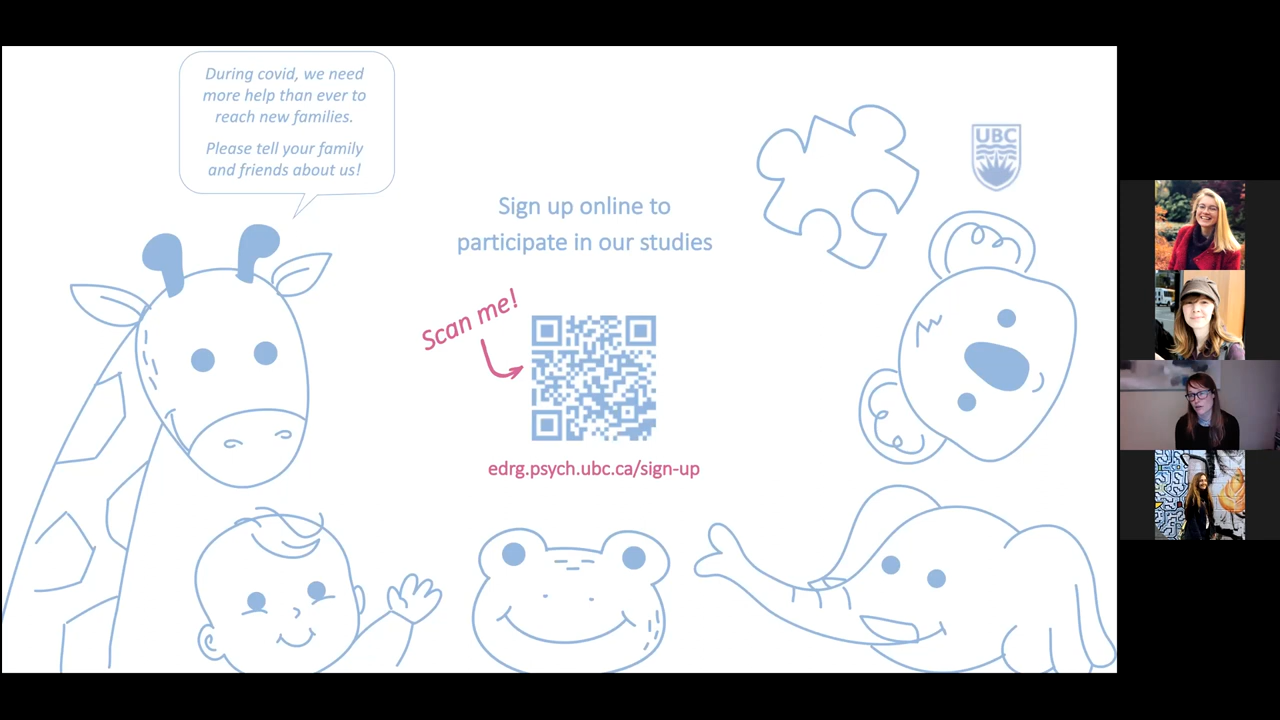 During covid, we need
more help than ever to
reach new families.
Please tell your family
and friends about us!
UBC
Sign up online to
participate in our studies
Scan me!
edrg.psych.ubc.ca/sign-up